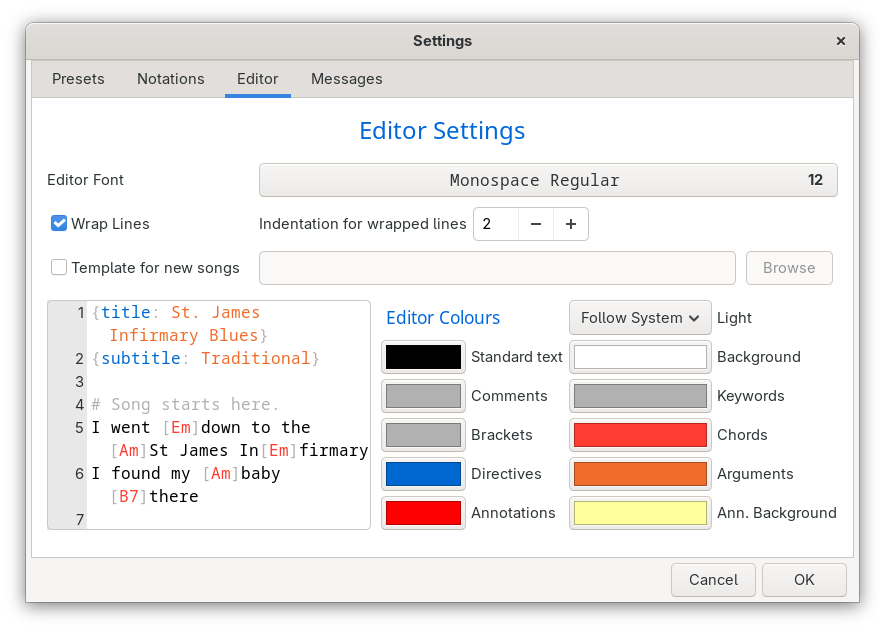 Settings ×
Presets Notations Editor Messages
Editor Settings
Editor Font Monospace Regular 12
Wrap Lines Indentation for wrapped lines 2 − +
Template for new songs Browse
1 {title: St. James
Infirmary Blues}
2 {subtitle: Traditional}
3
4 # Song starts here.
5 I went [Em]down to the
[Am]St James In[Em]firmary
6 I found my [Am]baby
[B7]there
7
Editor Colours Follow System Light
Standard text Background
Comments Keywords
Brackets Chords
Directives Arguments
Annotations Ann. Background
Cancel OK